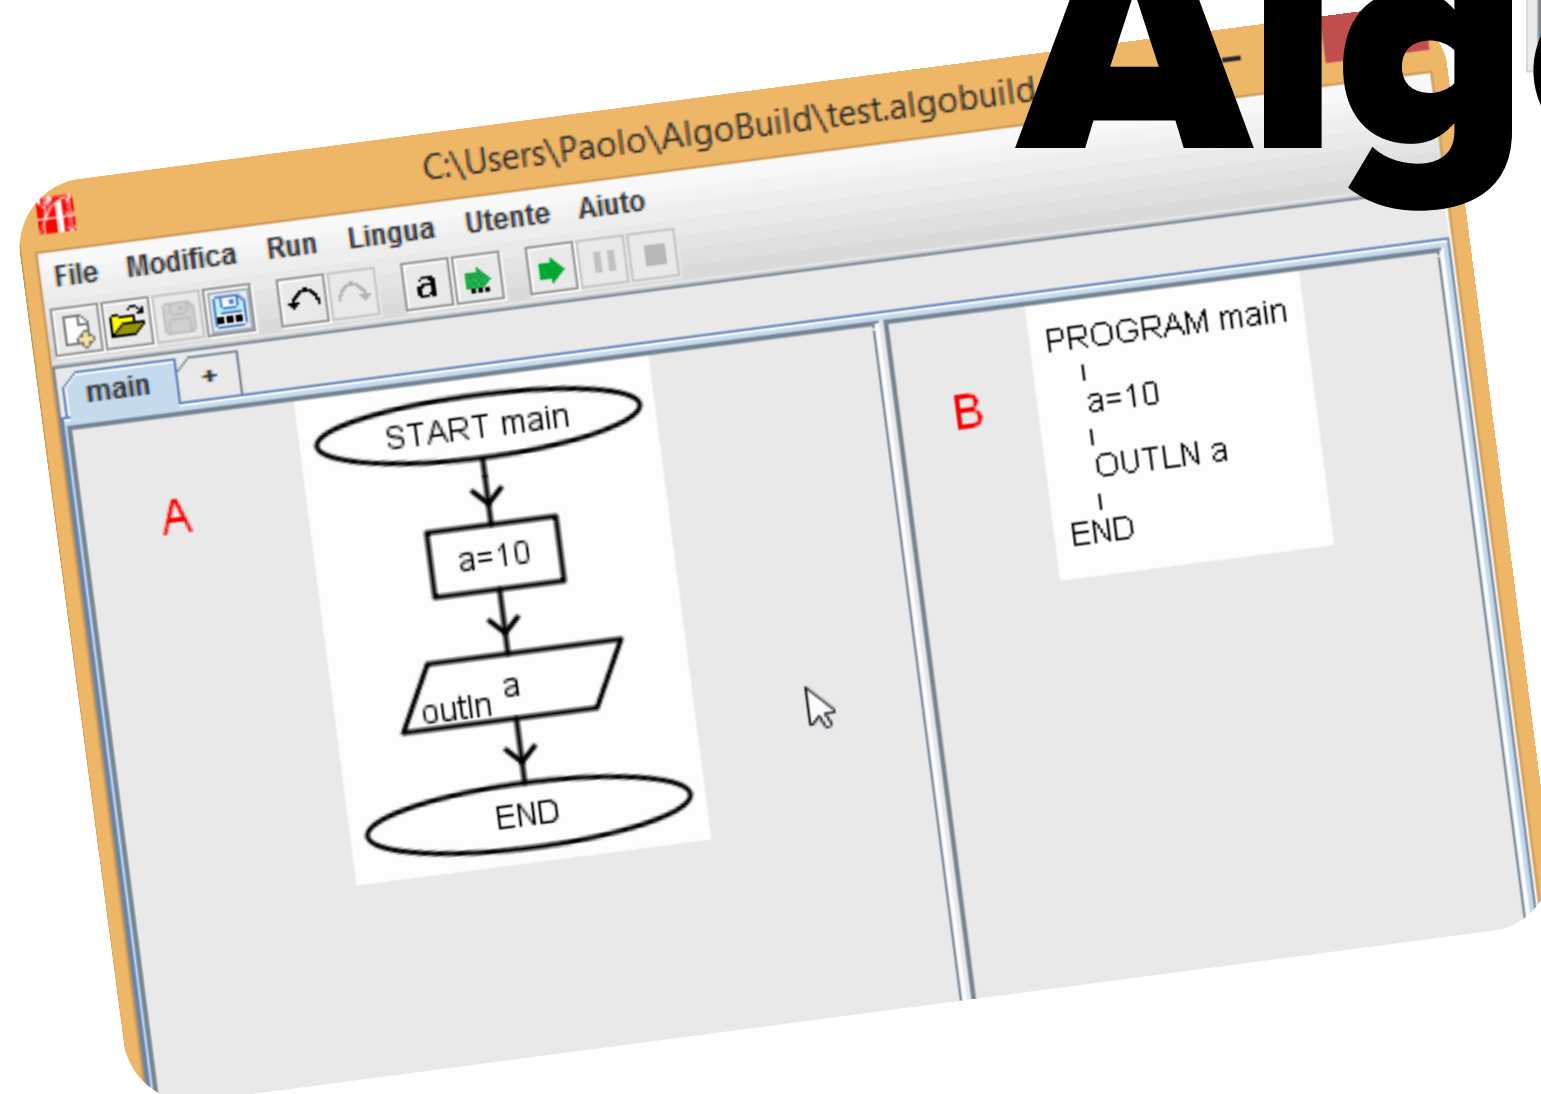 Alg
C:\Users\Paolo\AlgoBuild\test.algobuild
File Modifica Run Lingua Utente Aiuto
a
main +
A
START main
a=10
a
outln
END
B
PROGRAM main
a=10
OUTLN a
END